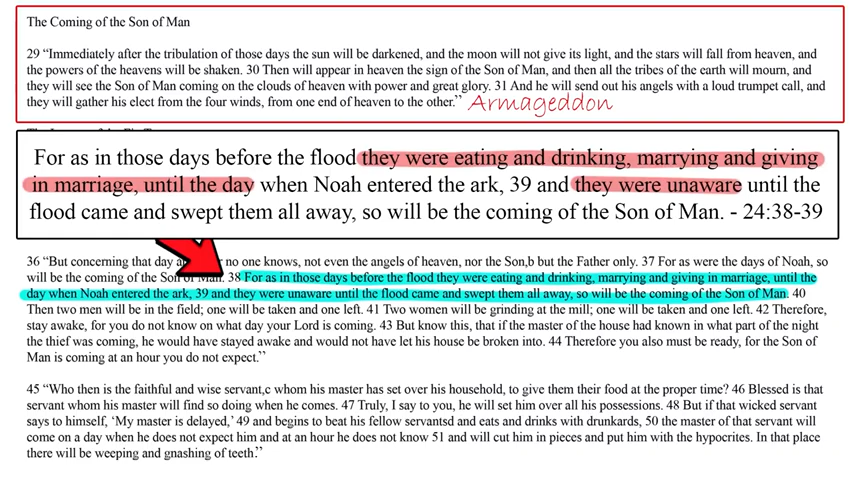 The Coming of the Son of Man
29 “Immediately after the tribulation of those days the sun will be darkened, and the moon will not give its light, and the stars will fall from heaven, and
the powers of the heavens will be shaken. 30 Then will appear in heaven the sign of the Son of Man, and then all the tribes of the earth will mourn, and
they will see the Son of Man coming on the clouds of heaven with power and great glory. 31 And he will send out his angels with a loud trumpet call, and
they will gather his elect from the four winds, from one end of heaven to the other.” Armageddon
For as in those days before the flood they were eating and drinking, marrying and giving
in marriage, until the day when Noah entered the ark, 39 and they were unaware until the
flood came and swept them all away, so will be the coming of the Son of Man. - 24:38-39
36 “But concerning that day no one knows, not even the angels of heaven, nor the Son,b but the Father only. 37 For as were the days of Noah, so
will be the coming of the Son of Man. 38 For as in those days before the flood they were eating and drinking, marrying and giving in marriage, until the
day when Noah entered the ark, 39 and they were unaware until the flood came and swept them all away, so will be the coming of the Son of Man. 40
Then two men will be in the field; one will be taken and one left. 41 Two women will be grinding at the mill; one will be taken and one left. 42 Therefore,
stay awake, for you do not know on what day your Lord is coming. 43 But know this, that if the master of the house had known in what part of the night
the thief was coming, he would have stayed awake and would not have let his house be broken into. 44 Therefore you also must be ready, for the Son of
Man is coming at an hour you do not expect.”
45 “Who then is the faithful and wise servant,c whom his master has set over his household, to give them their food at the proper time? 46 Blessed is that
servant whom his master will find so doing when he comes. 47 Truly, I say to you, he will set him over all his possessions. 48 But if that wicked servant
says to himself, ‘My master is delayed,’ 49 and begins to beat his fellow servantsd and eats and drinks with drunkards, 50 the master of that servant will
come on a day when he does not expect him and at an hour he does not know 51 and will cut him in pieces and put him with the hypocrites. In that place
there will be weeping and gnashing of teeth.”